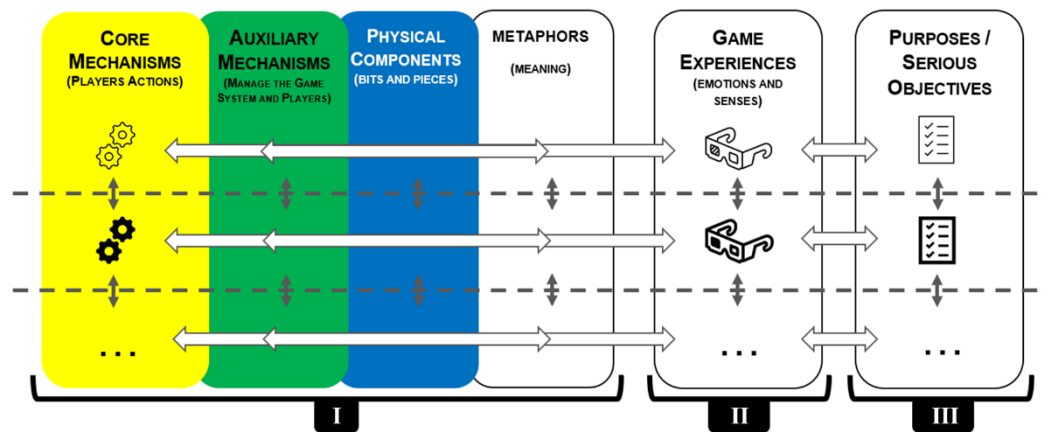 CORE
MECHANISMS
(PLAYERS ACTIONS)
AUXILIARY
MECHANISMS
(MANAGE THE GAME
SYSTEM AND PLAYERS)
PHYSICAL
COMPONENTS
(BITS AND PIECES)
METAPHORS
(MEANING)
GAME
EXPERIENCES
(EMOTIONS AND
SENSES)
PURPOSES /
SERIOUS
OBJECTIVES
...
...
...
I
II
III